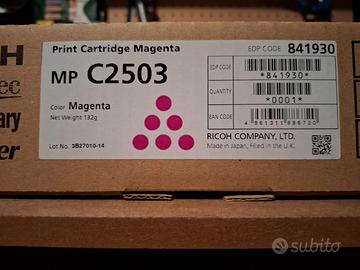 Print Cartridge Magenta
EDP CODE 841930
MP C2503
EDP CODE
*841930*
QUANTITY
*0001*
EAN CODE
Color Magenta
Net Weight 132g
RICOH COMPANY, LTD.
Made in Japan, Filled in the U.K.
Lot No. 3B27010-14
Subito